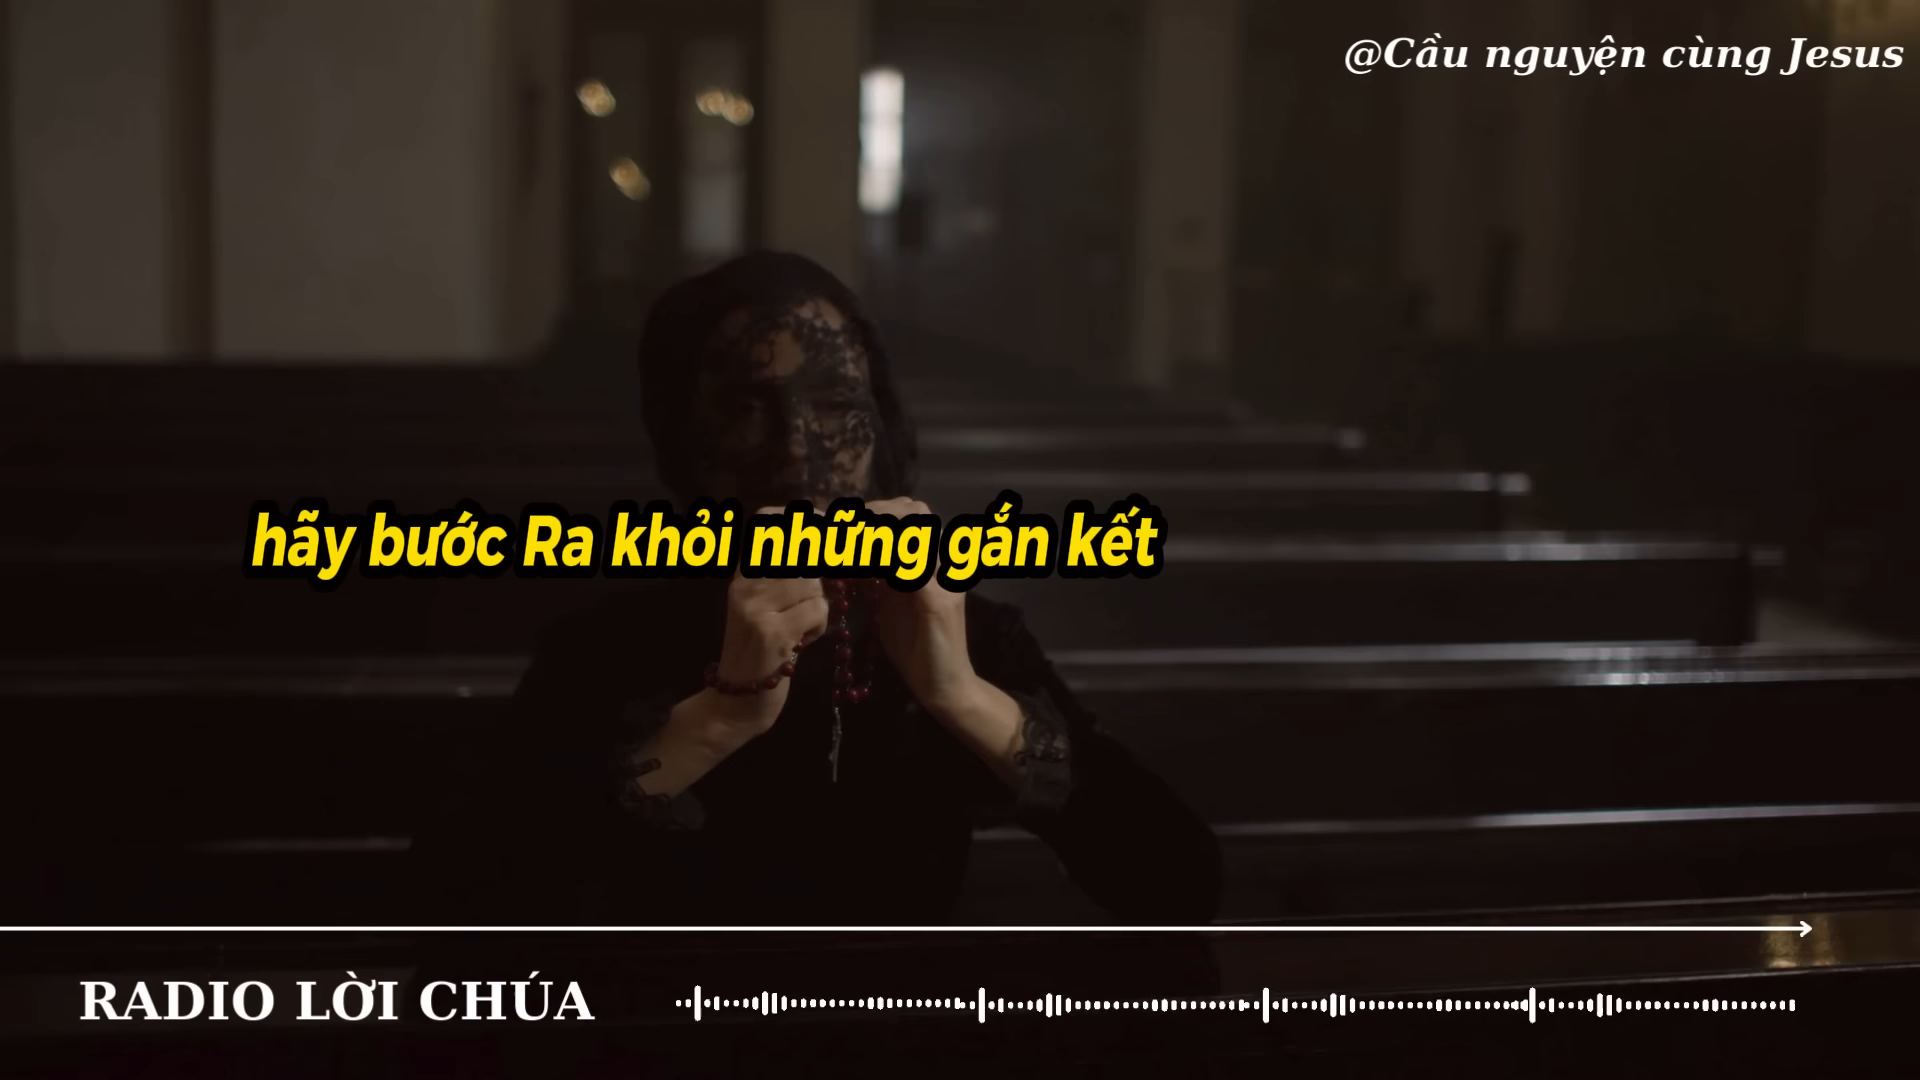 @Cầu nguyện cùng Jesus
hãy bước Ra khỏi những gắn kết
RADIO LỜI CHÚA